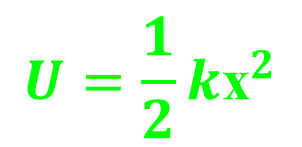 U = 1/2 kx²